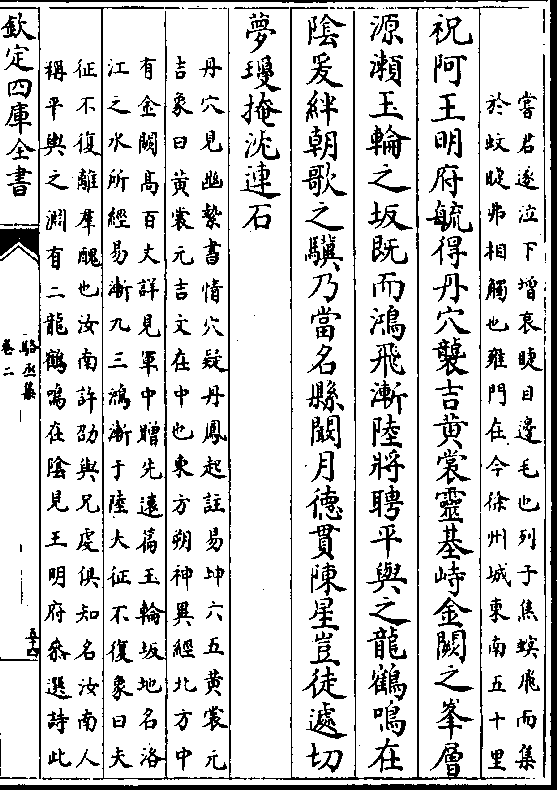 嘗君遂泣下增哀睫目邊毛也列子焦螟飛而集
於蚊睫弗相觸也雍門在今徐州城東南五十里
祝阿王明府毓得丹穴襲吉黄裳靈基峙金闕之峯層
源瀨玉輪之坂既而鴻飛漸陸將聘平輿之龍鶴鳴在
陰爰絆朝歌之驥乃當名縣闕月德貫陳星豈徒遽切
夢瓊掩沈連石
丹穴見幽縶書情穴疑丹鳳起註易坤六五黄裳元
吉象曰黄裳元吉文在中也東方朔神異經北方中
有金闕高百丈詳見軍中贈先還篇玉輪坂地名洛
江之水所經易漸九三鴻漸于陸夫征不復象曰夫
征不復離羣醜也汝南許劭與兄虔俱知名汝南人
稱平輿之淵有二龍鶴鳴在陰見王明府叅選詩此
欽定四庫全書
駱丞集
卷二
五十四